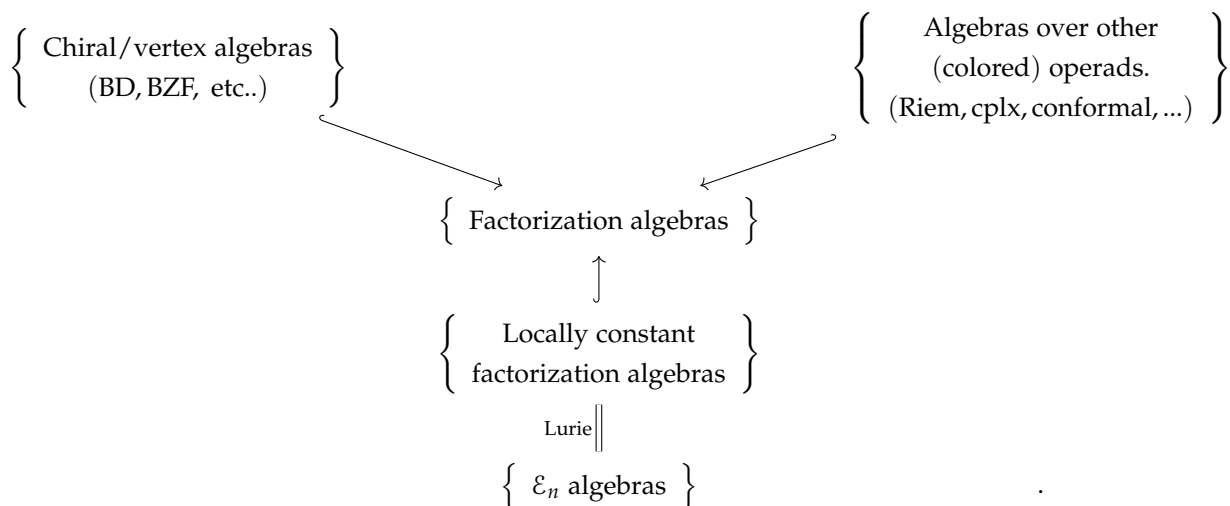 Chiral/vertex algebras
(BD, BZF, etc..)
Algebras over other
(colored) operads.
(Riem, cplx, conformal, ...)
{ Factorization algebras }
Locally constant
factorization algebras
Lurie
{ ℰₙ algebras }
.